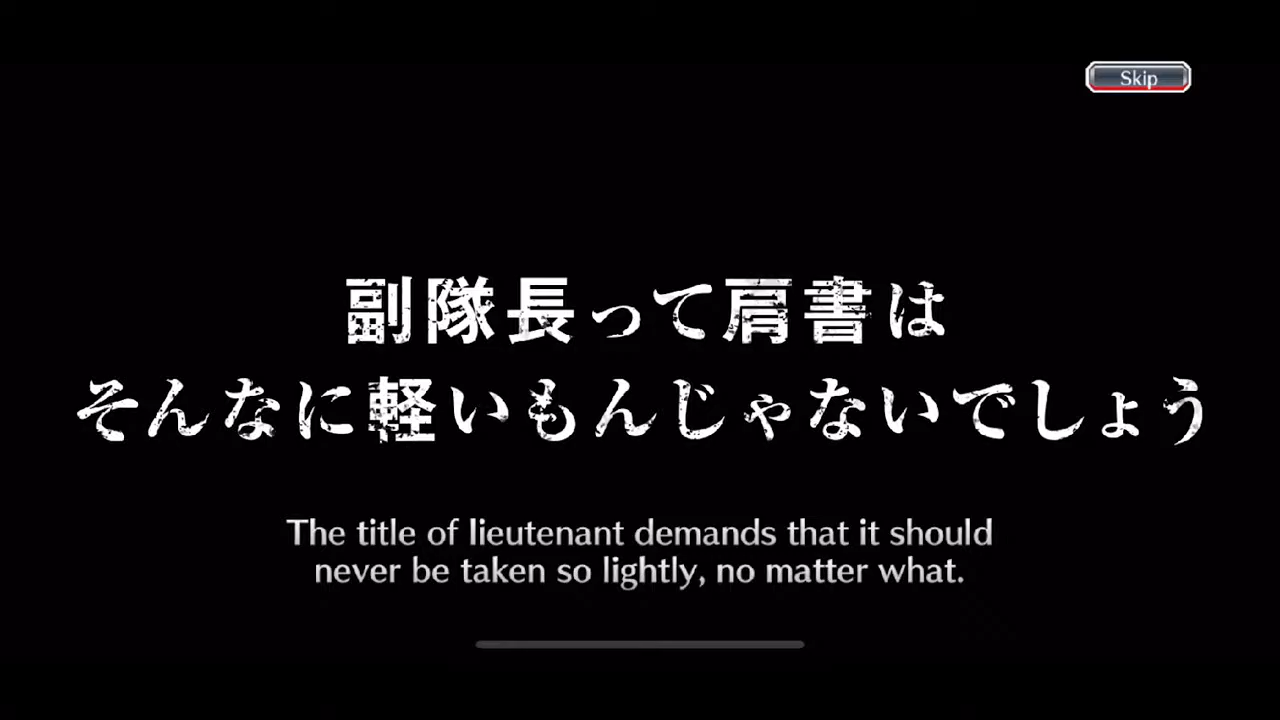 Skip
副隊長って肩書は
そんなに軽いもんじゃないでしょう
The title of lieutenant demands that it should
never be taken so lightly, no matter what.